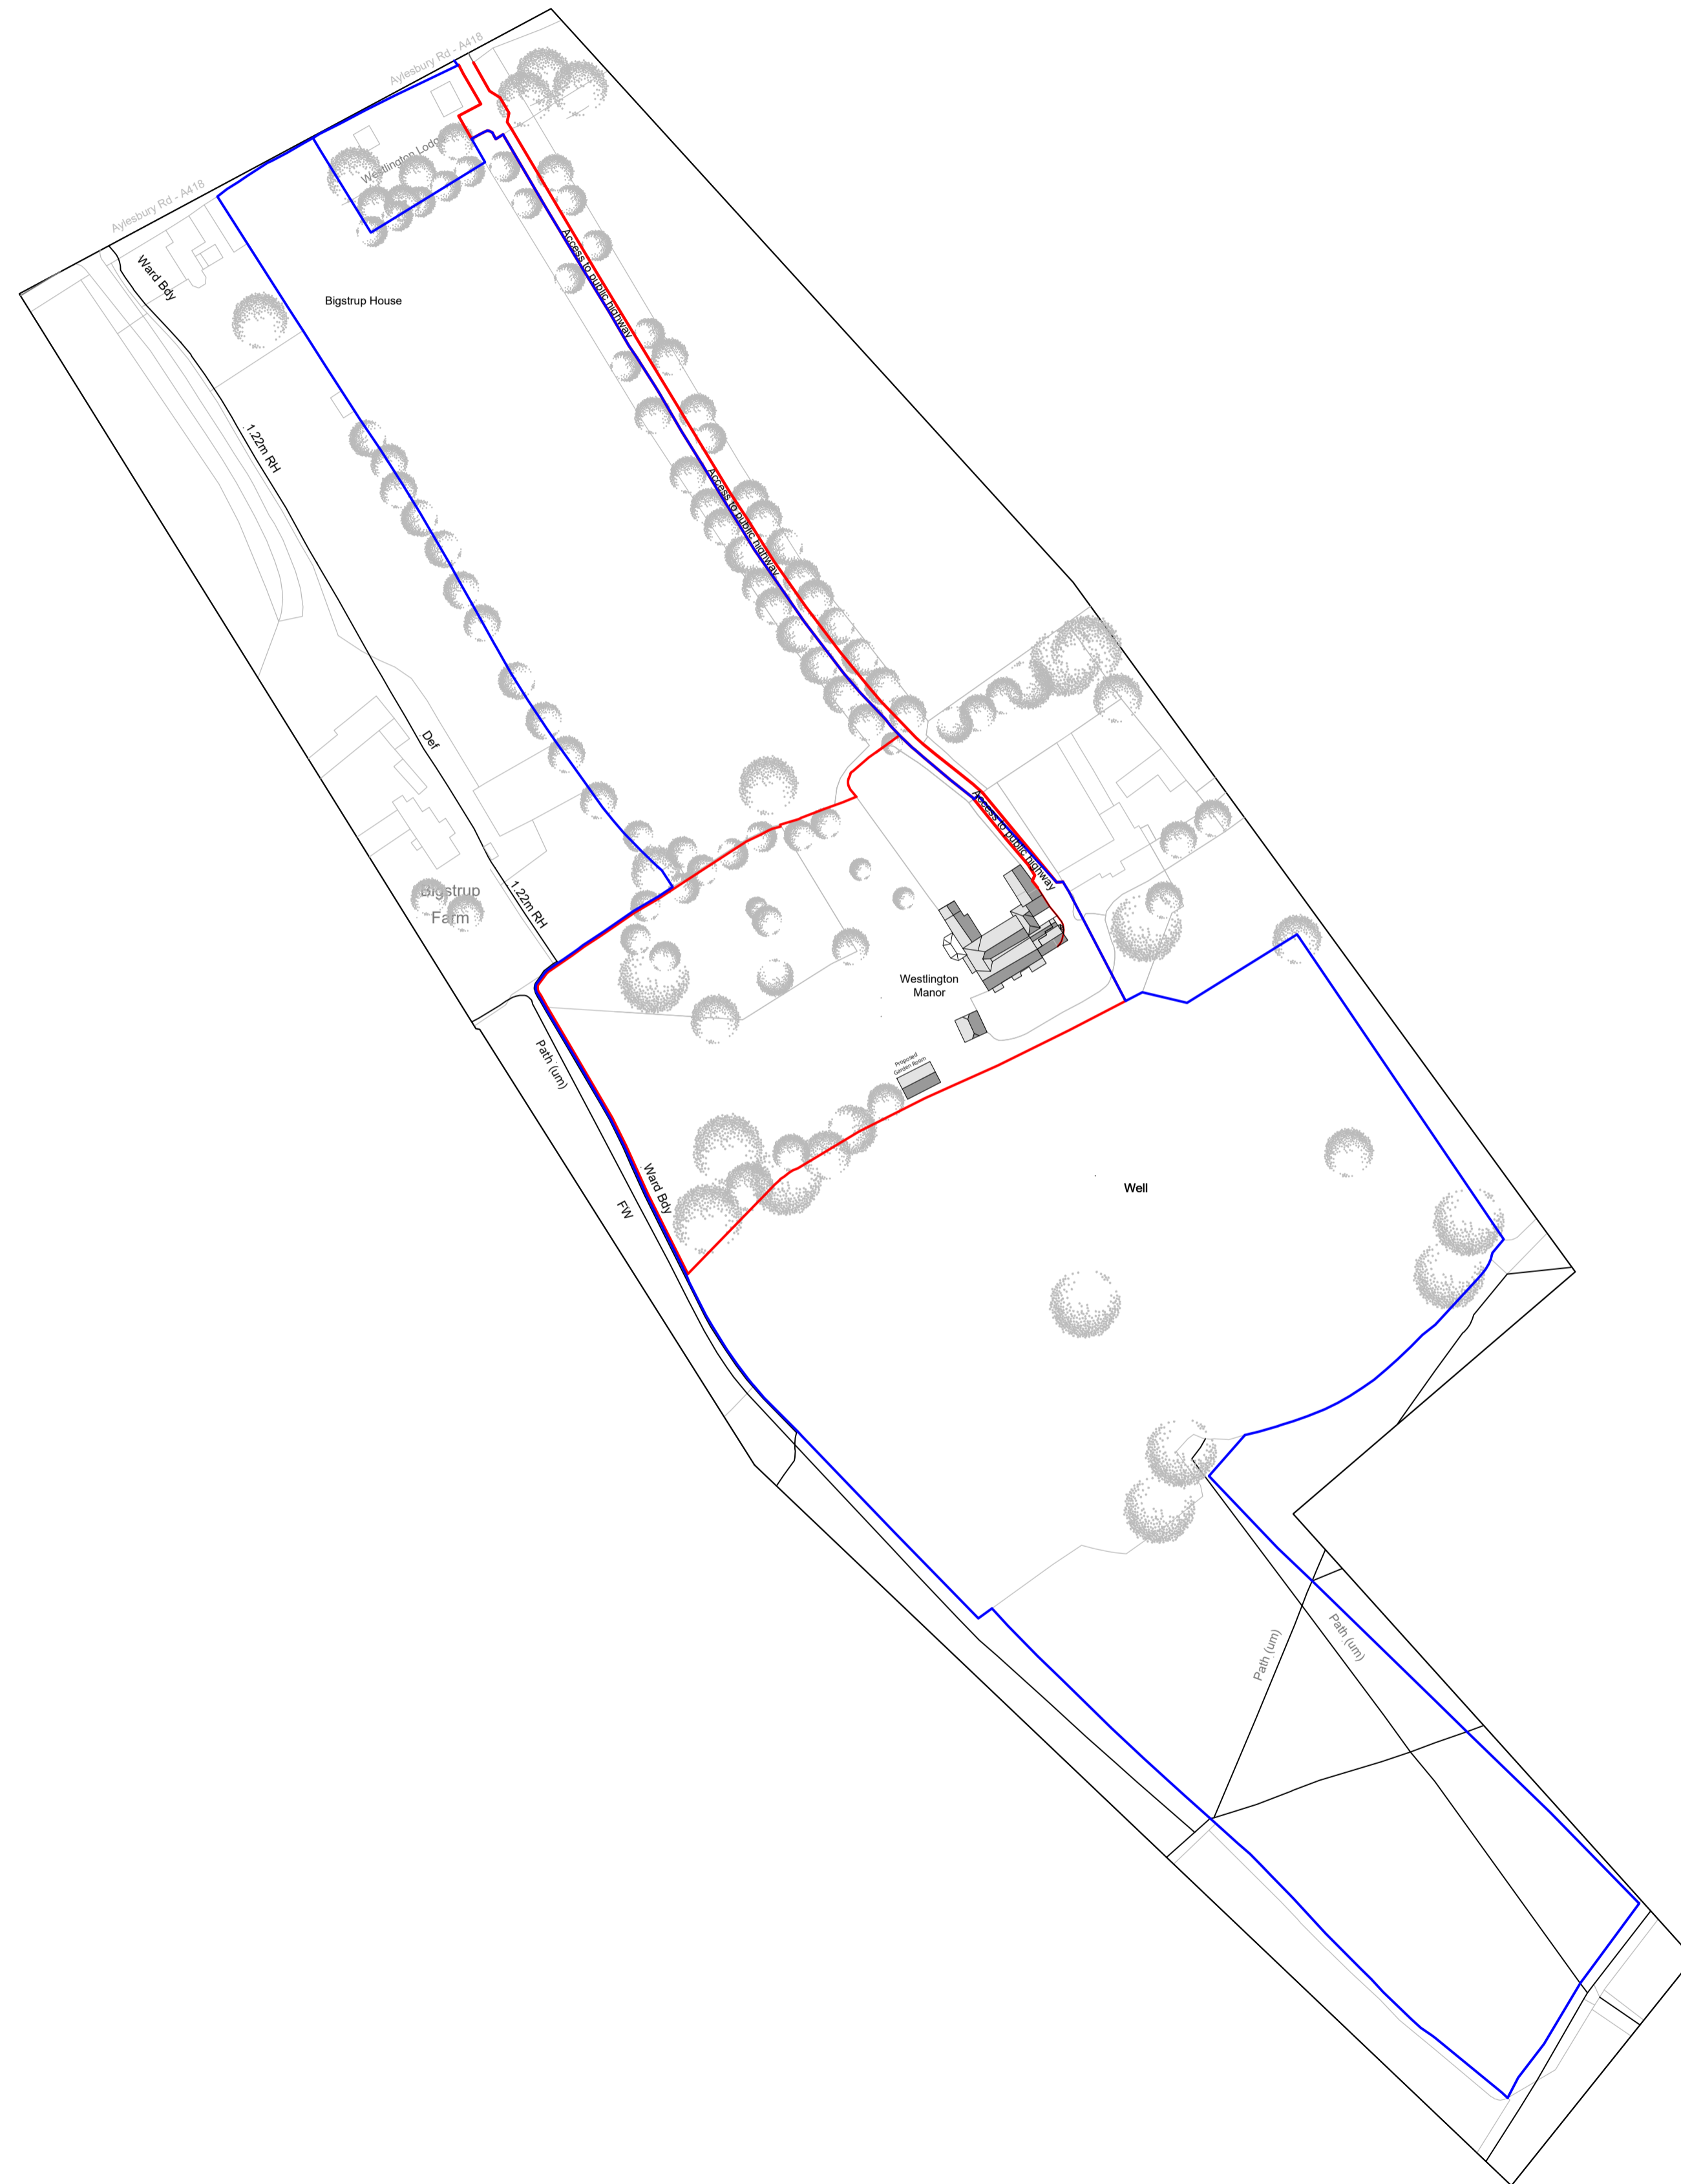 Aylesbury Rd - A418
Westlington Lodge
Aylesbury Rd - A418
Ward Bdy
Bigstrup House
Access to public highway
1.22m RH
Access to public highway
Def
Access to public highway
1.22m RH
Bigstrup
Farm
Westlington
Manor
Path (um)
Proposed
Garden Room
Ward Bdy
FW
Well
Path (um)
Path (um)